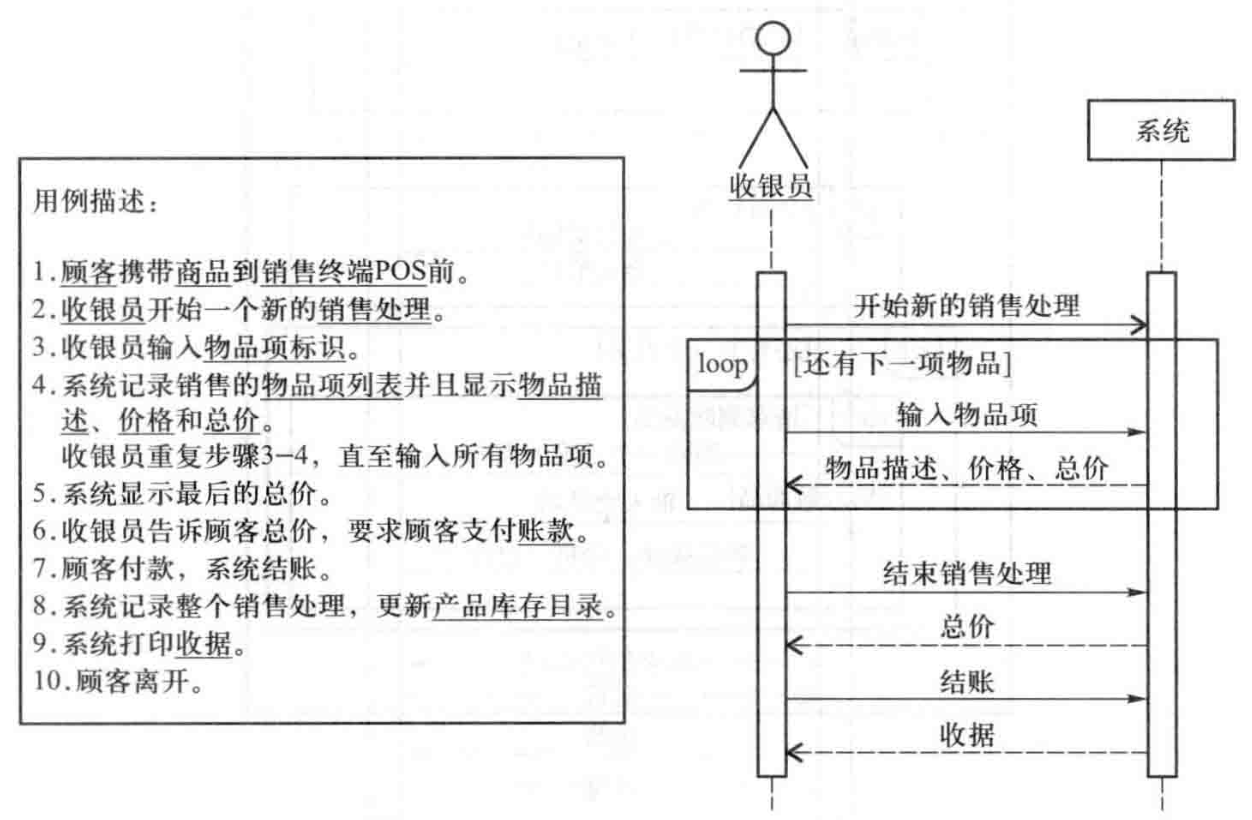 用例描述：
1.顾客携带商品到销售终端POS前。
2.收银员开始一个新的销售处理。
3.收银员输入物品项标识。
4.系统记录销售的物品项列表并且显示物品描
述、价格和总价。
收银员重复步骤3-4，直至输入所有物品项。
5.系统显示最后的总价。
6.收银员告诉顾客总价，要求顾客支付账款。
7.顾客付款，系统结账。
8.系统记录整个销售处理，更新产品库存目录。
9.系统打印收据。
10.顾客离开。
收银员
系统
开始新的销售处理
loop
[还有下一项物品]
输入物品项
物品描述、价格、总价
结束销售处理
总价
结账
收据